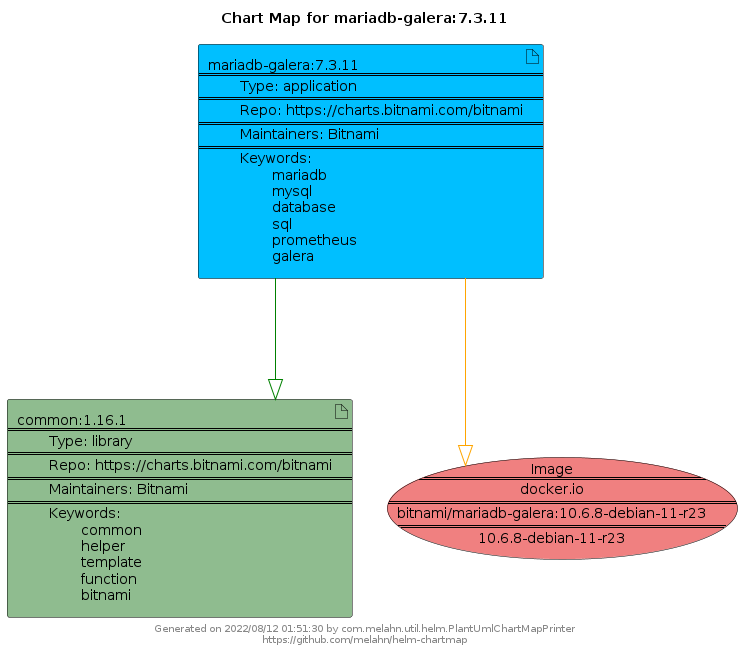 Chart Map for mariadb-galera:7.3.11
mariadb-galera:7.3.11
Type: application
Repo: https://charts.bitnami.com/bitnami
Maintainers: Bitnami
Keywords:
mariadb
mysql
database
sql
prometheus
galera
common:1.16.1
Type: library
Repo: https://charts.bitnami.com/bitnami
Maintainers: Bitnami
Keywords:
common
helper
template
function
bitnami
Image
docker.io
bitnami/mariadb-galera:10.6.8-debian-11-r23
10.6.8-debian-11-r23
Generated on 2022/08/12 01:51:30 by com.melahn.util.helm.PlantUmlChartMapPrinter
https://github.com/melahn/helm-chartmap